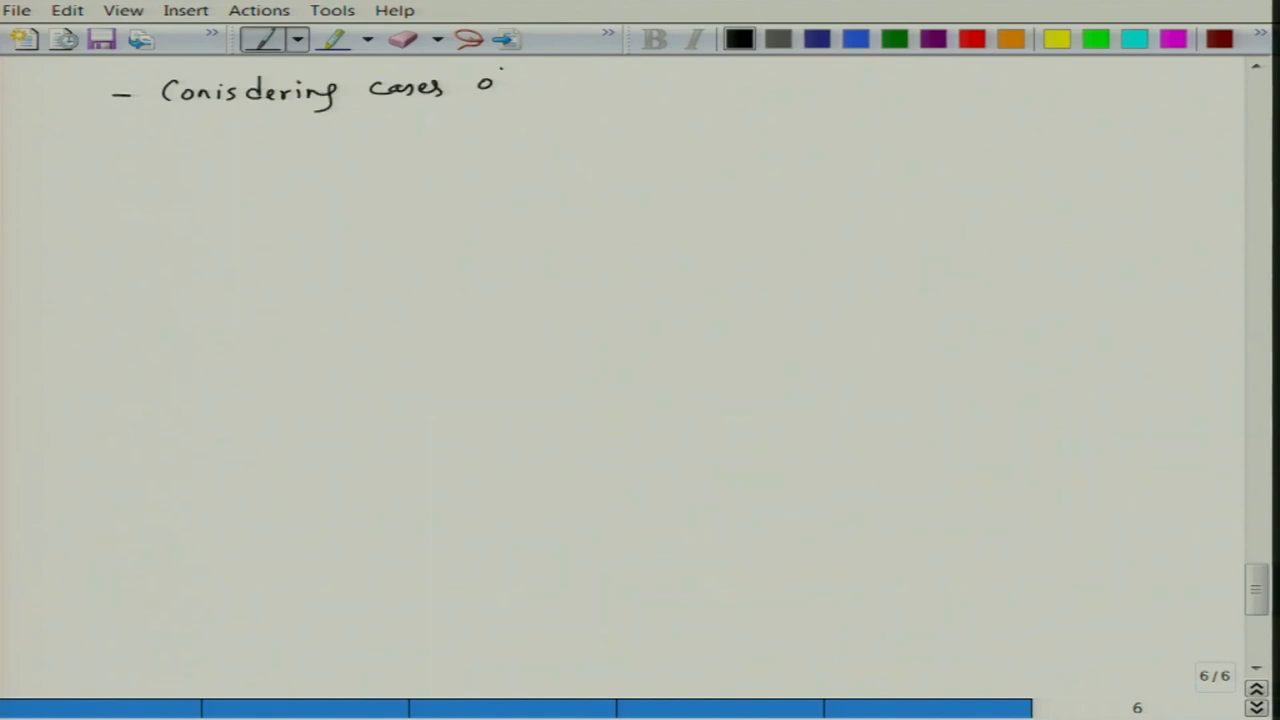 File Edit View Insert Actions Tools Help
B I
- Conisdering cases o
6/6
6